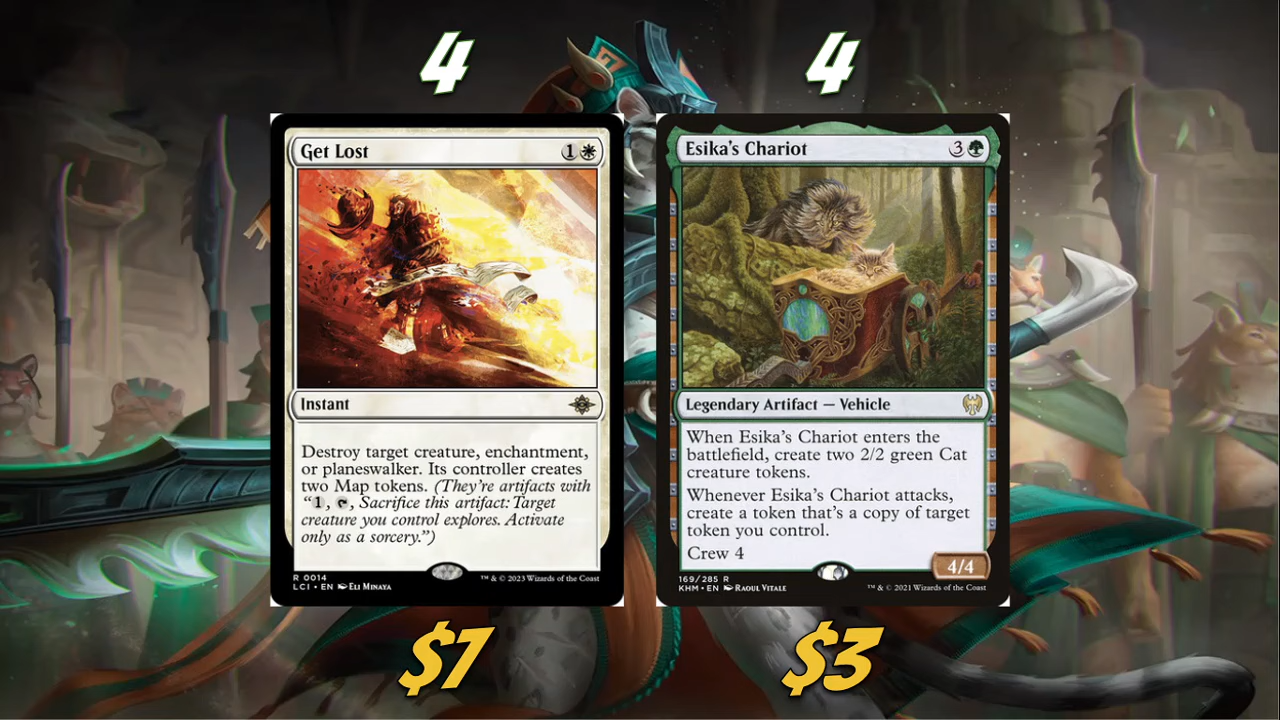 4
4
Get Lost 1
Instant
Destroy target creature, enchantment,
or planeswalker. Its controller creates
two Map tokens. (They're artifacts with
"1, , Sacrifice this artifact: Target
creature you control explores. Activate
only as a sorcery.")
R 0014
LCI • EN Eli Minaya
™ & © 2023 Wizards of the Coast
$7
Esika's Chariot 3
Legendary Artifact — Vehicle
When Esika's Chariot enters the
battlefield, create two 2/2 green Cat
creature tokens.
Whenever Esika's Chariot attacks,
create a token that's a copy of target
token you control.
Crew 4
4/4
169/285 R
KHM • EN Raoul Vitale
™ & © 2021 Wizards of the Coast
$3